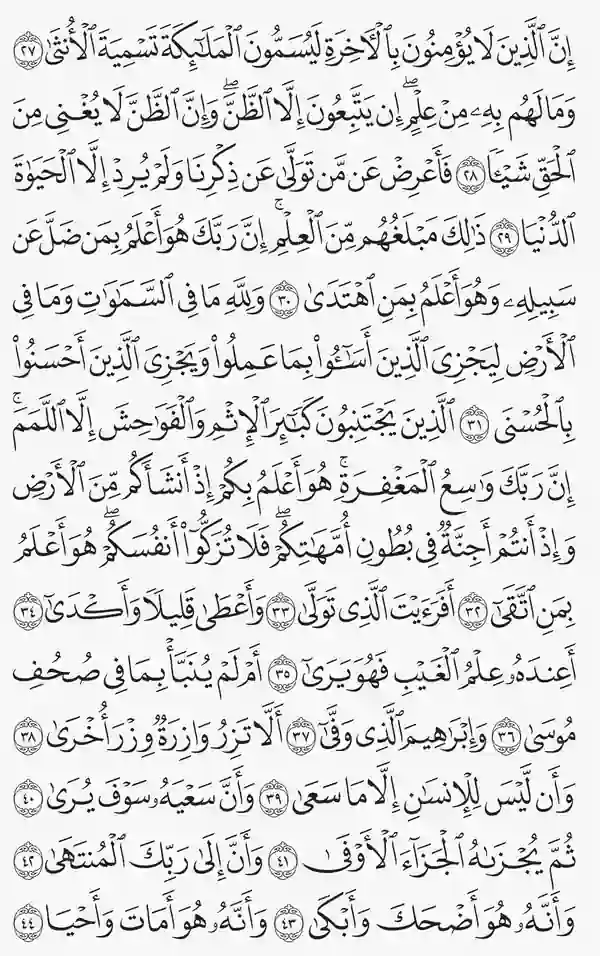 إِنَّ ٱلَّذِينَ لَا يُؤۡمِنُونَ بِٱلۡأٓخِرَةِ لَيُسَمُّونَ ٱلۡمَلَٰٓئِكَةَ تَسۡمِيَةَ ٱلۡأُنثَىٰ ٢٧
وَمَا لَهُم بِهِۦ مِنۡ عِلۡمٍۖ إِن يَتَّبِعُونَ إِلَّا ٱلظَّنَّۖ وَإِنَّ ٱلظَّنَّ لَا يُغۡنِي مِنَ
ٱلۡحَقِّ شَيۡـٔٗا ٢٨ فَأَعۡرِضۡ عَن مَّن تَوَلَّىٰ عَن ذِكۡرِنَا وَلَمۡ يُرِدۡ إِلَّا ٱلۡحَيَوٰةَ
ٱلدُّنۡيَا ٢٩ ذَٰلِكَ مَبۡلَغُهُم مِّنَ ٱلۡعِلۡمِۚ إِنَّ رَبَّكَ هُوَ أَعۡلَمُ بِمَن ضَلَّ عَن
سَبِيلِهِۦ وَهُوَ أَعۡلَمُ بِمَنِ ٱهۡتَدَىٰ ٣٠ وَلِلَّهِ مَا فِي ٱلسَّمَٰوَٰتِ وَمَا فِي
ٱلۡأَرۡضِ لِيَجۡزِيَ ٱلَّذِينَ أَسَٰٓـُٔواْ بِمَا عَمِلُواْ وَيَجۡزِيَ ٱلَّذِينَ أَحۡسَنُواْ
بِٱلۡحُسۡنَى ٣١ ٱلَّذِينَ يَجۡتَنِبُونَ كَبَٰٓئِرَ ٱلۡإِثۡمِ وَٱلۡفَوَٰحِشَ إِلَّا ٱللَّمَمَۚ
إِنَّ رَبَّكَ وَٰسِعُ ٱلۡمَغۡفِرَةِۚ هُوَ أَعۡلَمُ بِكُمۡ إِذۡ أَنشَأَكُم مِّنَ ٱلۡأَرۡضِ
وَإِذۡ أَنتُمۡ أَجِنَّةٞ فِي بُطُونِ أُمَّهَٰتِكُمۡۖ فَلَا تُزَكُّوٓاْ أَنفُسَكُمۡۖ هُوَ أَعۡلَمُ
بِمَنِ ٱتَّقَىٰٓ ٣٢ أَفَرَءَيۡتَ ٱلَّذِي تَوَلَّىٰ ٣٣ وَأَعۡطَىٰ قَلِيلٗا وَأَكۡدَىٰٓ ٣٤
أَعِندَهُۥ عِلۡمُ ٱلۡغَيۡبِ فَهُوَ يَرَىٰٓ ٣٥ أَمۡ لَمۡ يُنَبَّأۡ بِمَا فِي صُحُفِ
مُوسَىٰ ٣٦ وَإِبۡرَٰهِيمَ ٱلَّذِي وَفَّىٰٓ ٣٧ أَلَّا تَزِرُ وَازِرَةٞ وِزۡرَ أُخۡرَىٰ ٣٨
وَأَن لَّيۡسَ لِلۡإِنسَٰنِ إِلَّا مَا سَعَىٰ ٣٩ وَأَنَّ سَعۡيَهُۥ سَوۡفَ يُرَىٰ ٤٠
ثُمَّ يُجۡزَىٰهُ ٱلۡجَزَآءَ ٱلۡأَوۡفَىٰ ٤١ وَأَنَّ إِلَىٰ رَبِّكَ ٱلۡمُنتَهَىٰ ٤٢
وَأَنَّهُۥ هُوَ أَضۡحَكَ وَأَبۡكَىٰ ٤٣ وَأَنَّهُۥ هُوَ أَمَاتَ وَأَحۡيَا ٤٤